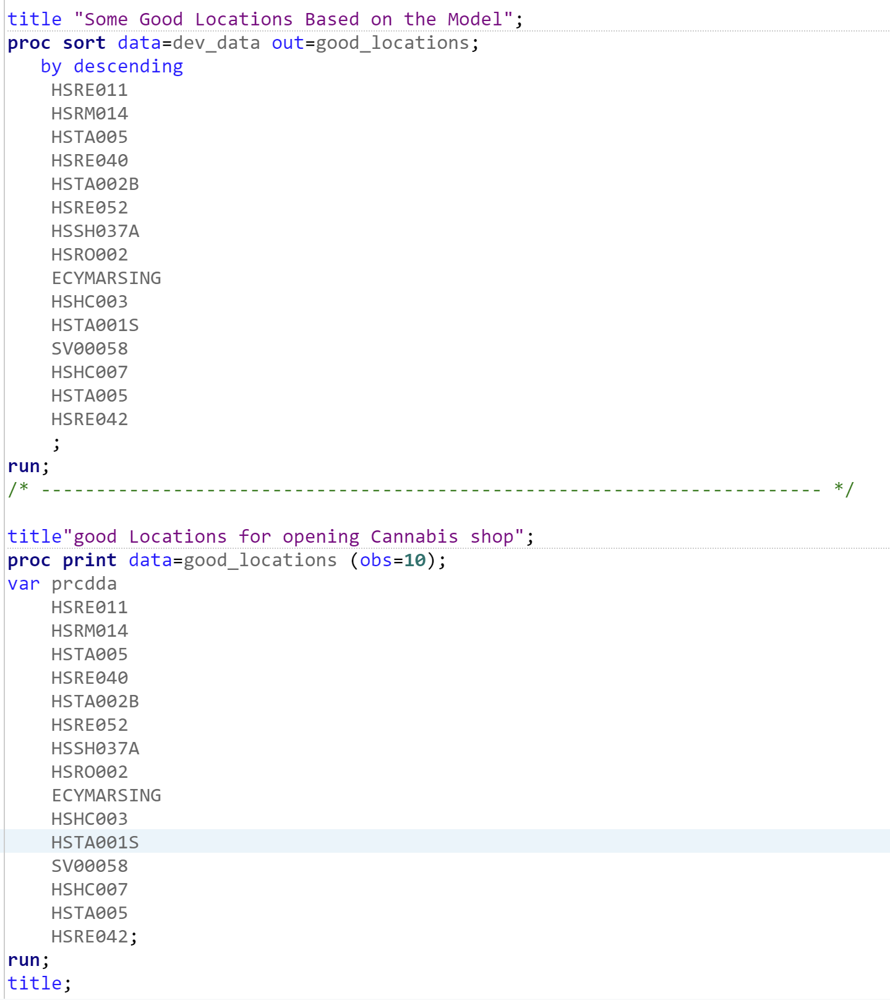 title "Some Good Locations Based on the Model";
proc sort data=dev_data out=good_locations;
by descending
HSRE011
HSRM014
HSTA005
HSRE040
HSTA002B
HSRE052
HSSH037A
HSRO002
ECYMARSING
HSHC003
HSTA001S
SV00058
HSHC007
HSTA005
HSRE042
;
run;
/* ----------------------------------------------------------------------- */
title"good Locations for opening Cannabis shop";
proc print data=good_locations (obs=10);
var prcdda
HSRE011
HSRM014
HSTA005
HSRE040
HSTA002B
HSRE052
HSSH037A
HSRO002
ECYMARSING
HSHC003
HSTA001S
SV00058
HSHC007
HSTA005
HSRE042;
run;
title;